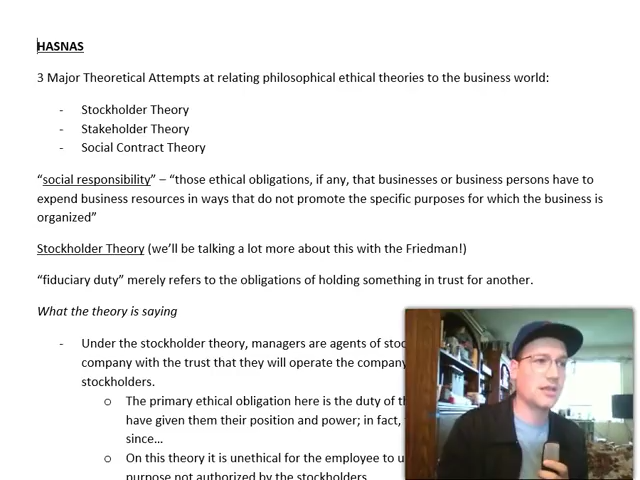 HASNAS
3 Major Theoretical Attempts at relating philosophical ethical theories to the business world:
- Stockholder Theory
- Stakeholder Theory
- Social Contract Theory
“social responsibility” – “those ethical obligations, if any, that businesses or business persons have to
expend business resources in ways that do not promote the specific purposes for which the business is
organized”
Stockholder Theory (we’ll be talking a lot more about this with the Friedman!)
“fiduciary duty” merely refers to the obligations of holding something in trust for another.
What the theory is saying
- Under the stockholder theory, managers are agents of
company with the trust that they will operate the company
stockholders.
o The primary ethical obligation here is the duty of
have given them their position and power; in fact,
since…
o On this theory it is unethical for the employee to
purpose not authorized by the stockholders